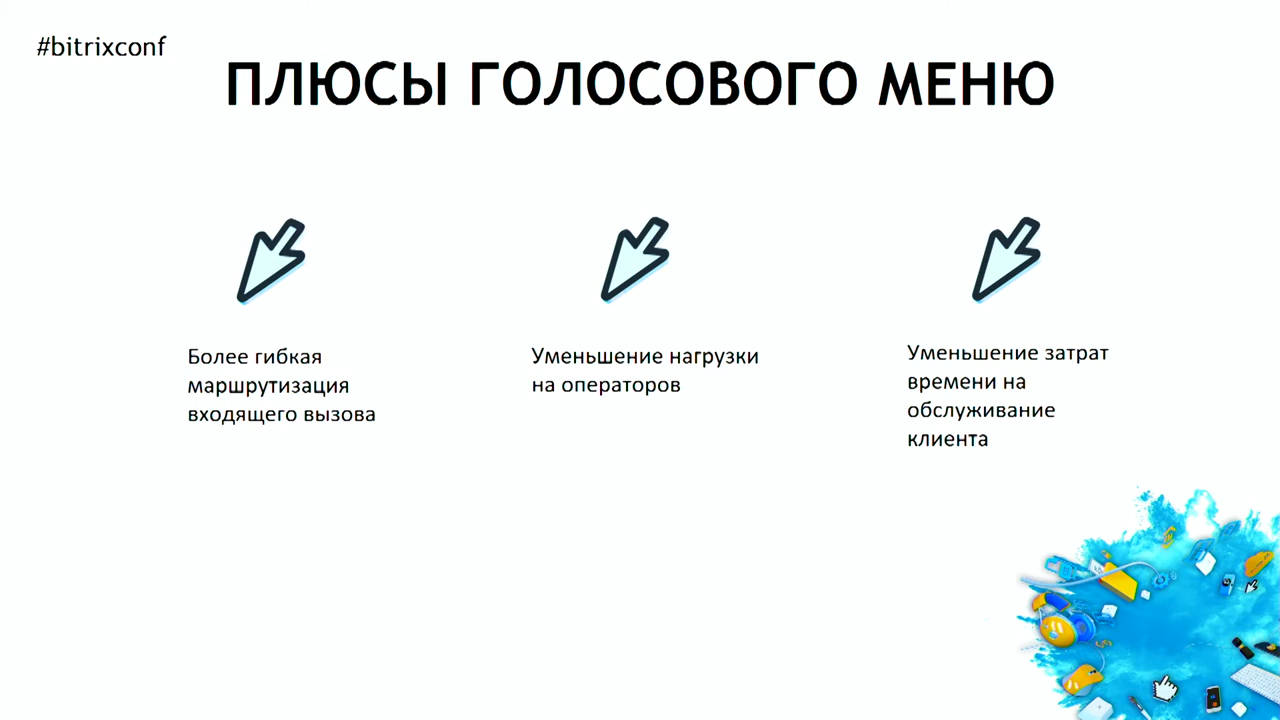 #bitrixconf
ПЛЮСЫ ГОЛОСОВОГО МЕНЮ
Более гибкая
маршрутизация
входящего вызова
Уменьшение нагрузки
на операторов
Уменьшение затрат
времени на
обслуживание
клиента